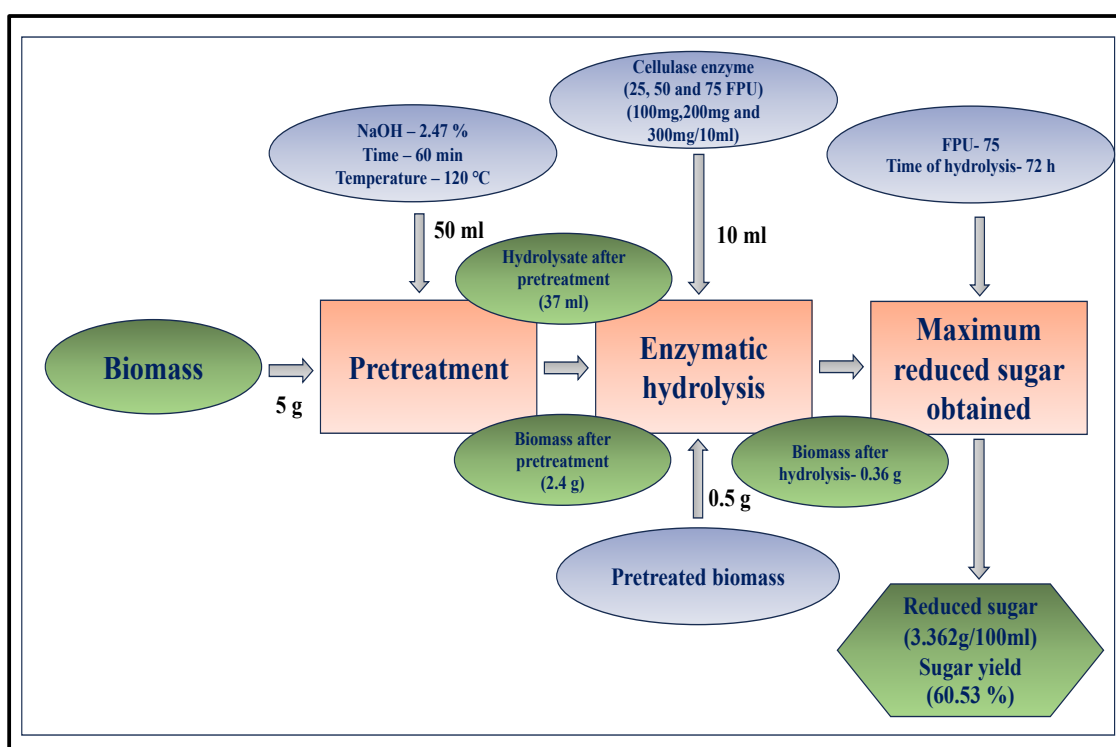 Cellulase enzyme
(25, 50 and 75 FPU)
(100mg,200mg and
300mg/10ml)
NaOH – 2.47 %
Time – 60 min
Temperature – 120 °C
FPU- 75
Time of hydrolysis- 72 h
50 ml
10 ml
Hydrolysate after
pretreatment
(37 ml)
Biomass
5 g
Pretreatment
Enzymatic
hydrolysis
Maximum
reduced sugar
obtained
Biomass after
pretreatment
(2.4 g)
Biomass after
hydrolysis- 0.36 g
0.5 g
Pretreated biomass
Reduced sugar
(3.362g/100ml)
Sugar yield
(60.53 %)